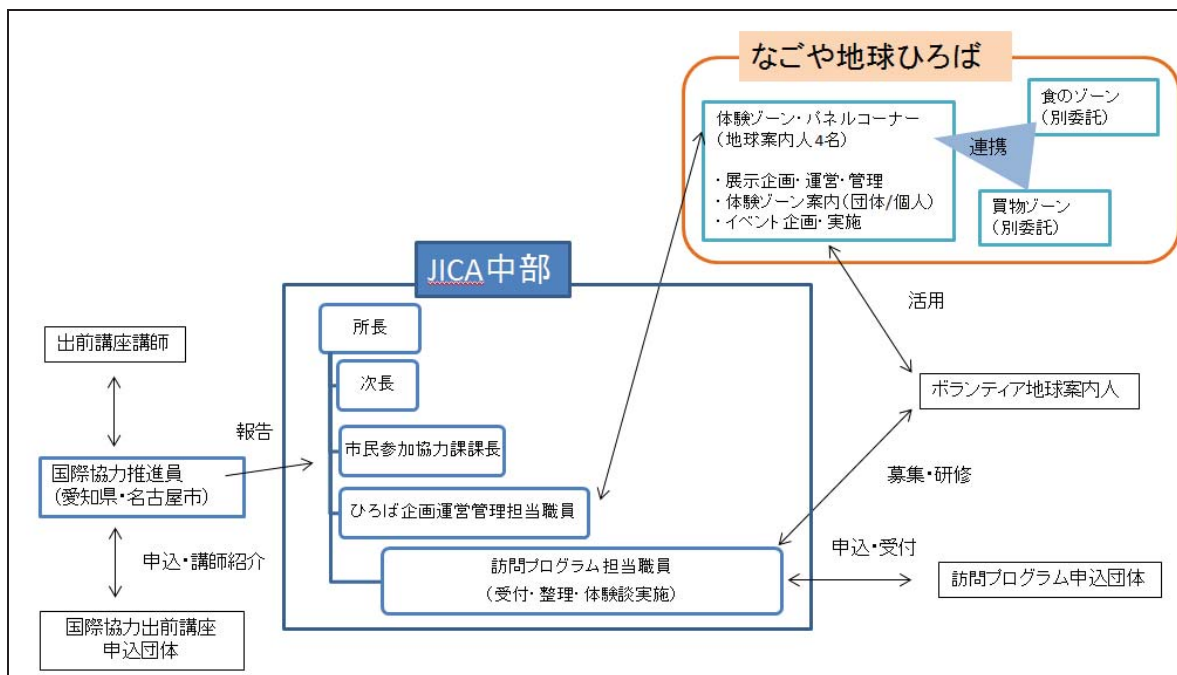 なごや地球ひろば
体験ゾーン・パネルコーナー
(地球案内人4名)
・展示企画・運営・管理
・体験ゾーン案内(団体/個人)
・イベント企画・実施
連携
食のゾーン
(別委託)
買物ゾーン
(別委託)
JICA中部
所長
次長
市民参加協力課課長
ひろば企画運営管理担当職員
訪問プログラム担当職員
(受付・整理・体験談実施)
出前講座講師
報告
国際協力推進員
(愛知県・名古屋市)
申込・講師紹介
国際協力出前講座
申込団体
活用
ボランティア地球案内人
募集・研修
申込・受付
訪問プログラム申込団体